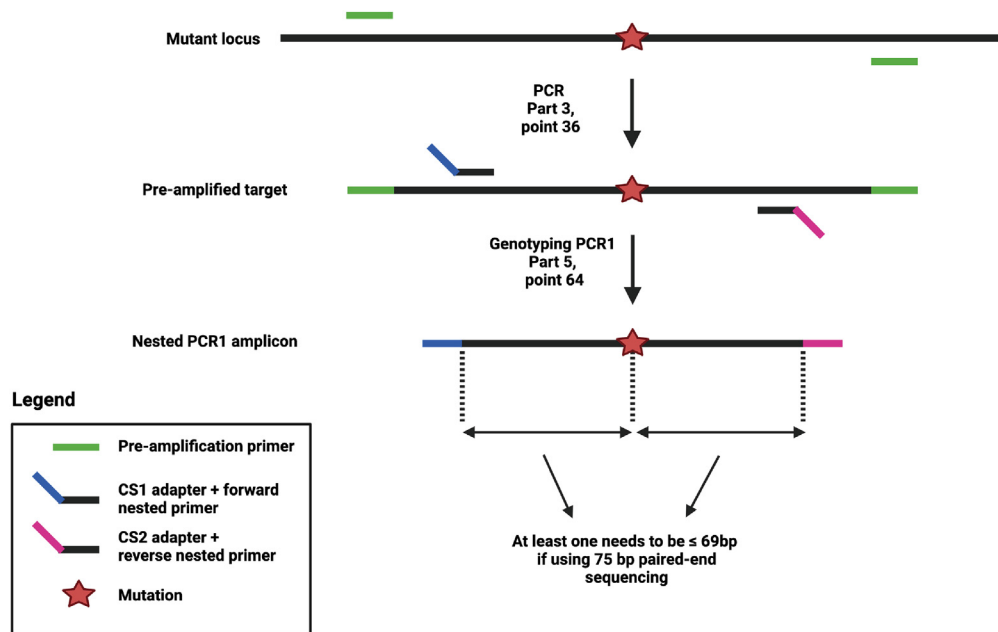 Mutant locus
PCR
Part 3,
point 36
Pre-amplified target
Genotyping PCR1
Part 5,
point 64
Nested PCR1 amplicon
Legend
Pre-amplification primer
CS1 adapter + forward
nested primer
CS2 adapter +
reverse nested primer
Mutation
At least one needs to be ≤ 69bp
if using 75 bp paired-end
sequencing